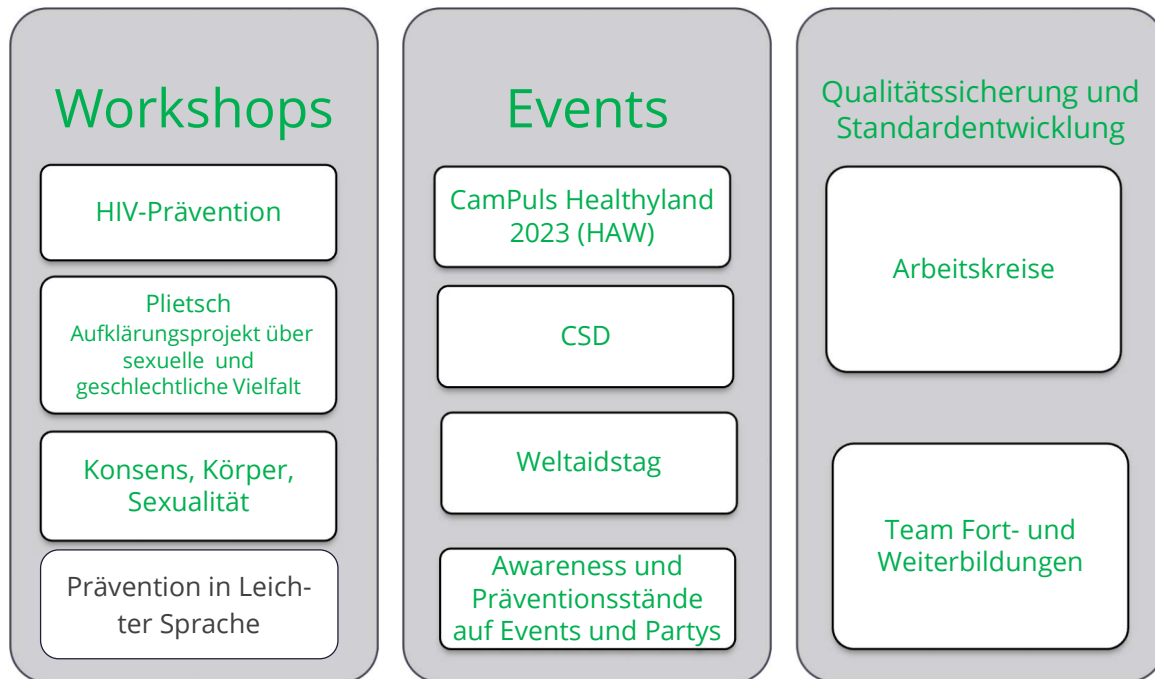 Workshops
HIV-Prävention
Plietsch
Aufklärungsprojekt über
sexuelle und
geschlechtliche Vielfalt
Konsens, Körper,
Sexualität
Prävention in Leich-
ter Sprache
Events
CamPuls Healthyland
2023 (HAW)
CSD
Weltaidstag
Awareness und
Präventionsstände
auf Events und Partys
Qualitätssicherung und
Standardentwicklung
Arbeitskreise
Team Fort- und
Weiterbildungen